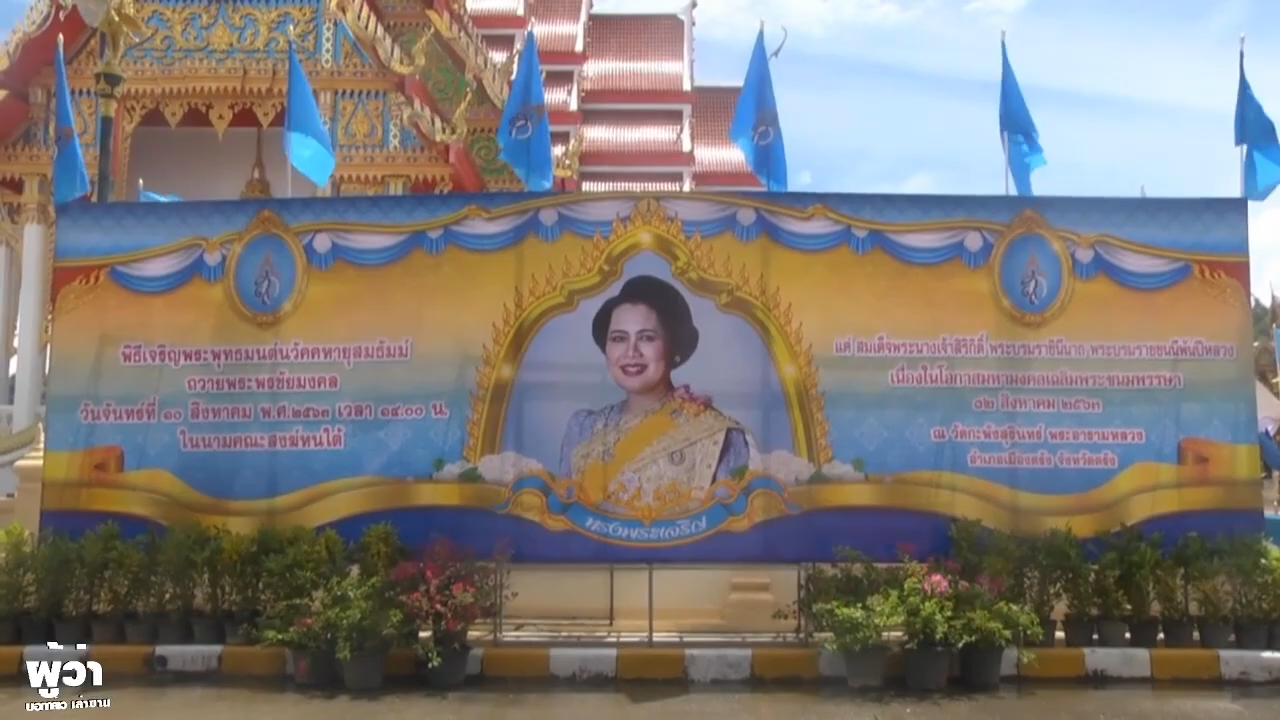 พิธีเจริญพระพุทธมนต์นวัคคหายุสมธัมม์
ถวายพระพรชัยมงคล
วันจันทร์ที่ ๑๐ สิงหาคม พ.ศ.๒๕๖๓ เวลา ๑๔.๐๐ น.
ในนามคณะสงฆ์หนใต้
แด่ สมเด็จพระนางเจ้าสิริกิติ์ พระบรมราชินีนาถ พระบรมราชชนนีพันปีหลวง
เนื่องในโอกาสมหามงคลเฉลิมพระชนมพรรษา
๑๒ สิงหาคม ๒๕๖๓
ณ วัดกะพังสุรินทร์ พระอารามหลวง
อำเภอเมืองตรัง จังหวัดตรัง
ทรงพระเจริญ
ผู้ว่า
บอกกล่าว เล่าขาน